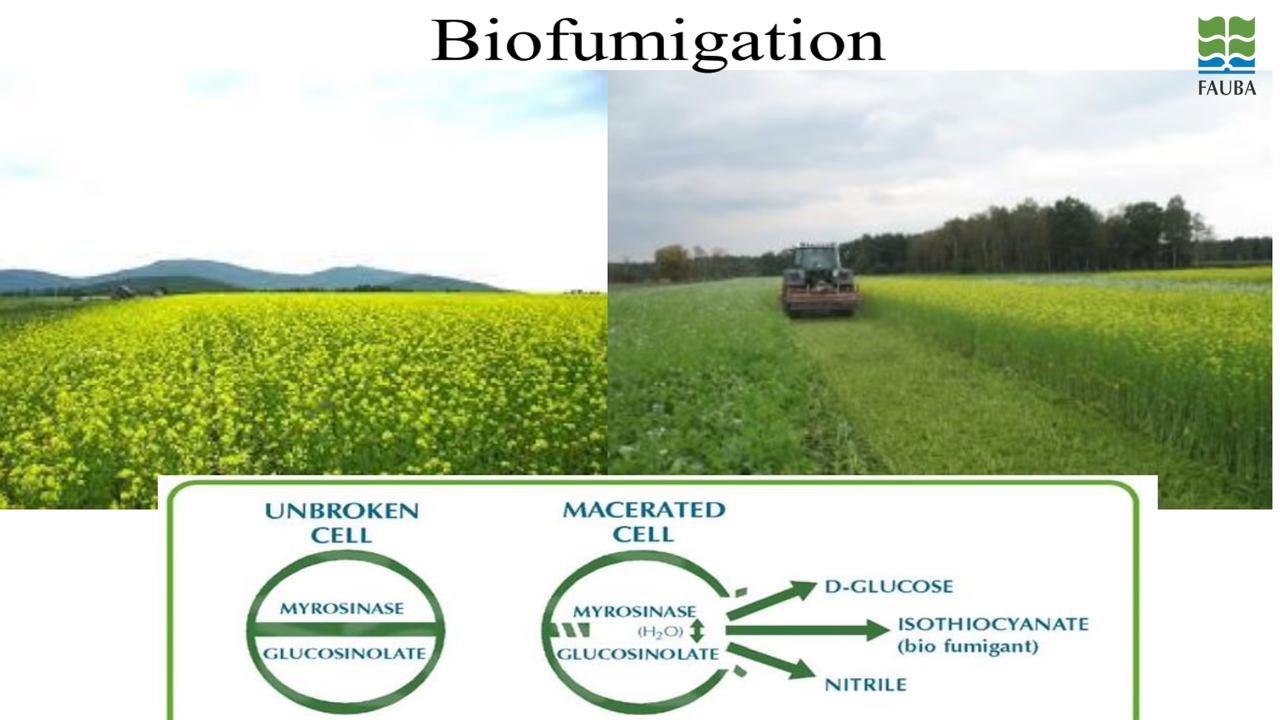 Biofumigation
FAUBA
UNBROKEN
CELL
MACERATED
CELL
MYROSINASE
GLUCOSINOLATE
MYROSINASE
(H₂O)
GLUCOSINOLATE
D-GLUCOSE
ISOTHIOCYANATE
(bio fumigant)
NITRILE